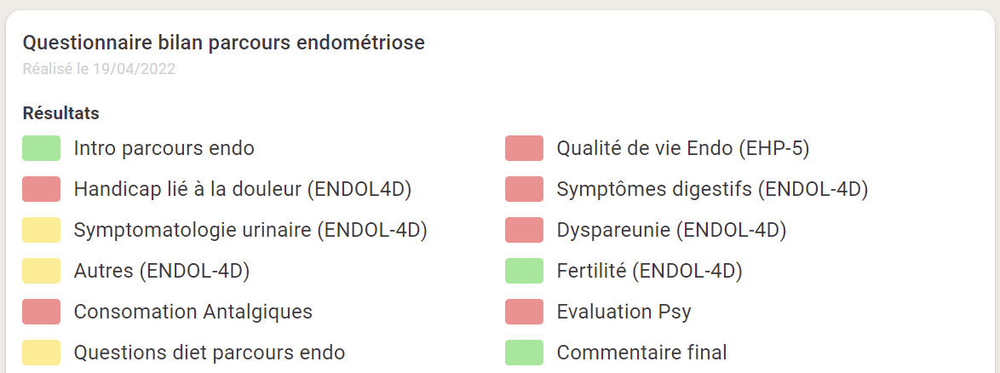 Questionnaire bilan parcours endométriose
Réalisé le 19/04/2022
Résultats
Intro parcours endo
Qualité de vie Endo (EHP-5)
Handicap lié à la douleur (ENDOL4D)
Symptômes digestifs (ENDOL-4D)
Symptomatologie urinaire (ENDOL-4D)
Dyspareunie (ENDOL-4D)
Autres (ENDOL-4D)
Fertilité (ENDOL-4D)
Consomation Antalgiques
Evaluation Psy
Questions diet parcours endo
Commentaire final